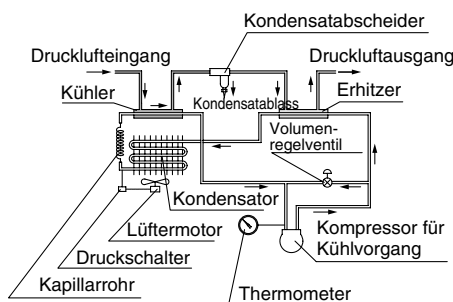 Kondensatabscheider
Drucklufteingang
Druckluftausgang
Kühler
Kondensatablass
Erhitzer
Volumen-
regelventil
Kondensator
Lüftermotor
Kompressor für
Kühlvorgang
Druckschalter
Kapillarrohr
Thermometer